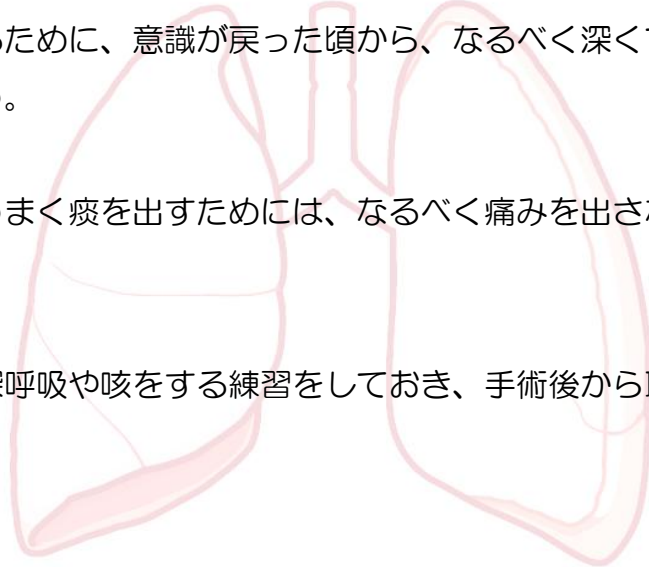 ために、意識が戻った頃から、なるべく深く
。
まく痰を出すためには、なるべく痛みを出さ
呼吸や咳をする練習をしておき、手術後から